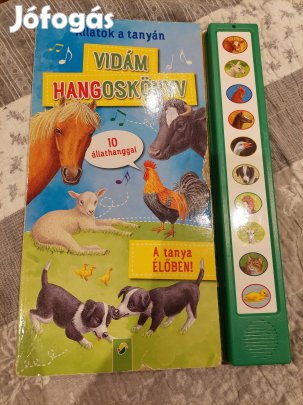 Jófogás
Állatok a tanyán
VIDÁM
HANGOSKÖNYV
10
állathanggal
A tanya
ÉLŐBEN!